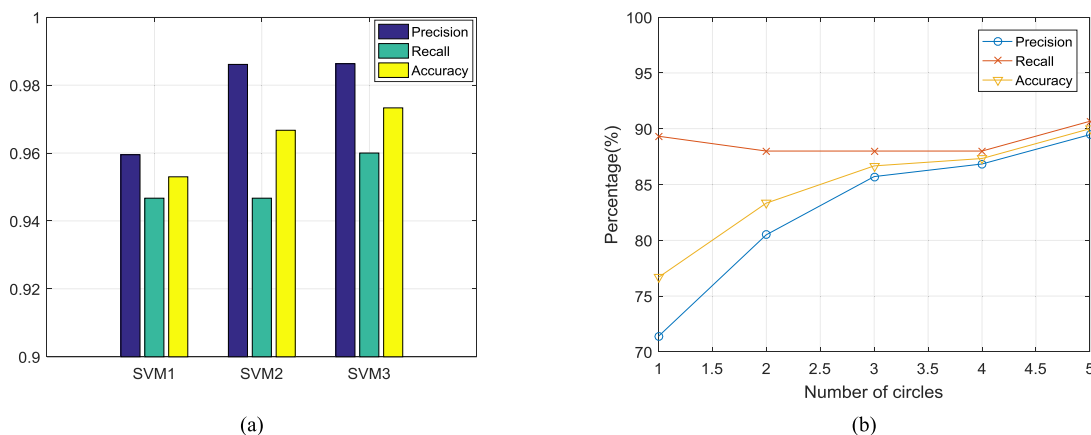 1
0.98
0.96
0.94
0.92
0.9
Precision
Recall
Accuracy
SVM1 SVM2 SVM3
(a)
100
95
90
85
80
75
70
Percentage(%)
Precision
Recall
Accuracy
1 1.5 2 2.5 3 3.5 4 4.5 5
Number of circles
(b)